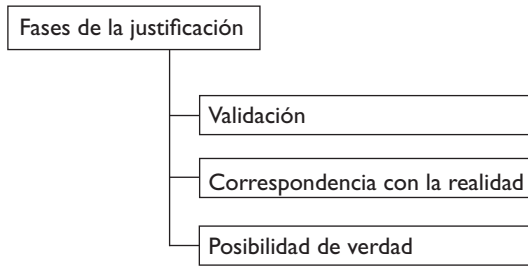 Fases de la justificación
Validación
Correspondencia con la realidad
Posibilidad de verdad